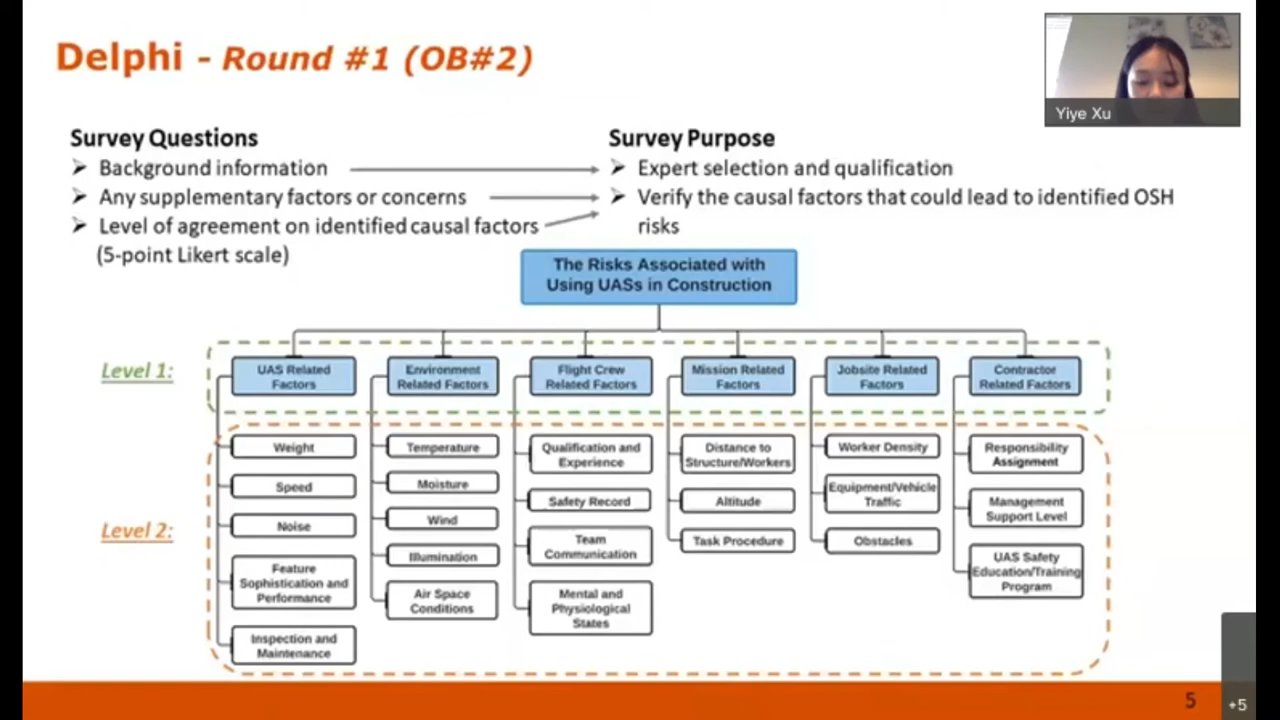 Delphi - Round #1 (OB#2)
Yiye Xu
Survey Questions
➢ Background information
➢ Any supplementary factors or concerns
➢ Level of agreement on identified causal factors
(5-point Likert scale)
Survey Purpose
➢ Expert selection and qualification
➢ Verify the causal factors that could lead to identified OSH
risks
The Risks Associated with
Using UASs in Construction
Level 1:
UAS Related
Factors
Environment
Related Factors
Flight Crew
Related Factors
Mission Related
Factors
Jobsite Related
Factors
Contractor
Related Factors
Level 2:
Weight
Speed
Noise
Feature
Sophistication and
Performance
Inspection and
Maintenance
Temperature
Moisture
Wind
Illumination
Air Space
Conditions
Qualification and
Experience
Safety Record
Team
Communication
Mental and
Physiological
States
Distance to
Structure/Workers
Altitude
Task Procedure
Worker Density
Equipment/Vehicle
Traffic
Obstacles
Responsibility
Assignment
Management
Support Level
UAS Safety
Education/Training
Program
5
+5